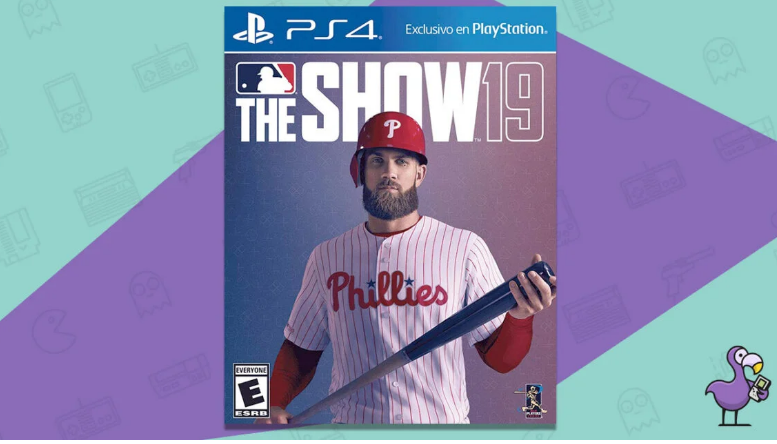 PS4
Exclusivo en PlayStation
THE SHOW 19
P
Phillies
EVERYONE
E
ESRB